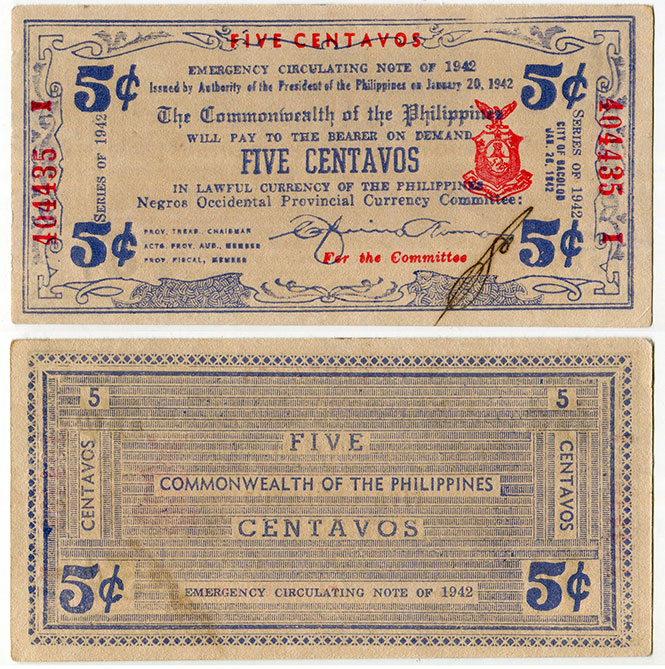 FIVE CENTAVOS
5¢
5¢
EMERGENCY CIRCULATING NOTE OF 1942
Issued by Authority of the President of the Philippines on January 20, 1942
The Commonwealth of the Philippines
WILL PAY TO THE BEARER ON DEMAND
FIVE CENTAVOS
IN LAWFUL CURRENCY OF THE PHILIPPINES
Negros Occidental Provincial Currency Committee:
404435 I
SERIES OF 1942
CITY OF BACOLOD
JAN. 26, 1942
SERIES OF 1942
404435 I
PROV. TREAS. CHAIRMAN
ACTG. PROV. AUD., MEMBER
PROV. FISCAL, MEMBER
For the Committee
5¢
5¢
5
5
FIVE
COMMONWEALTH OF THE PHILIPPINES
CENTAVOS
CENTAVOS
CENTAVOS
5¢
5¢
EMERGENCY CIRCULATING NOTE OF 1942